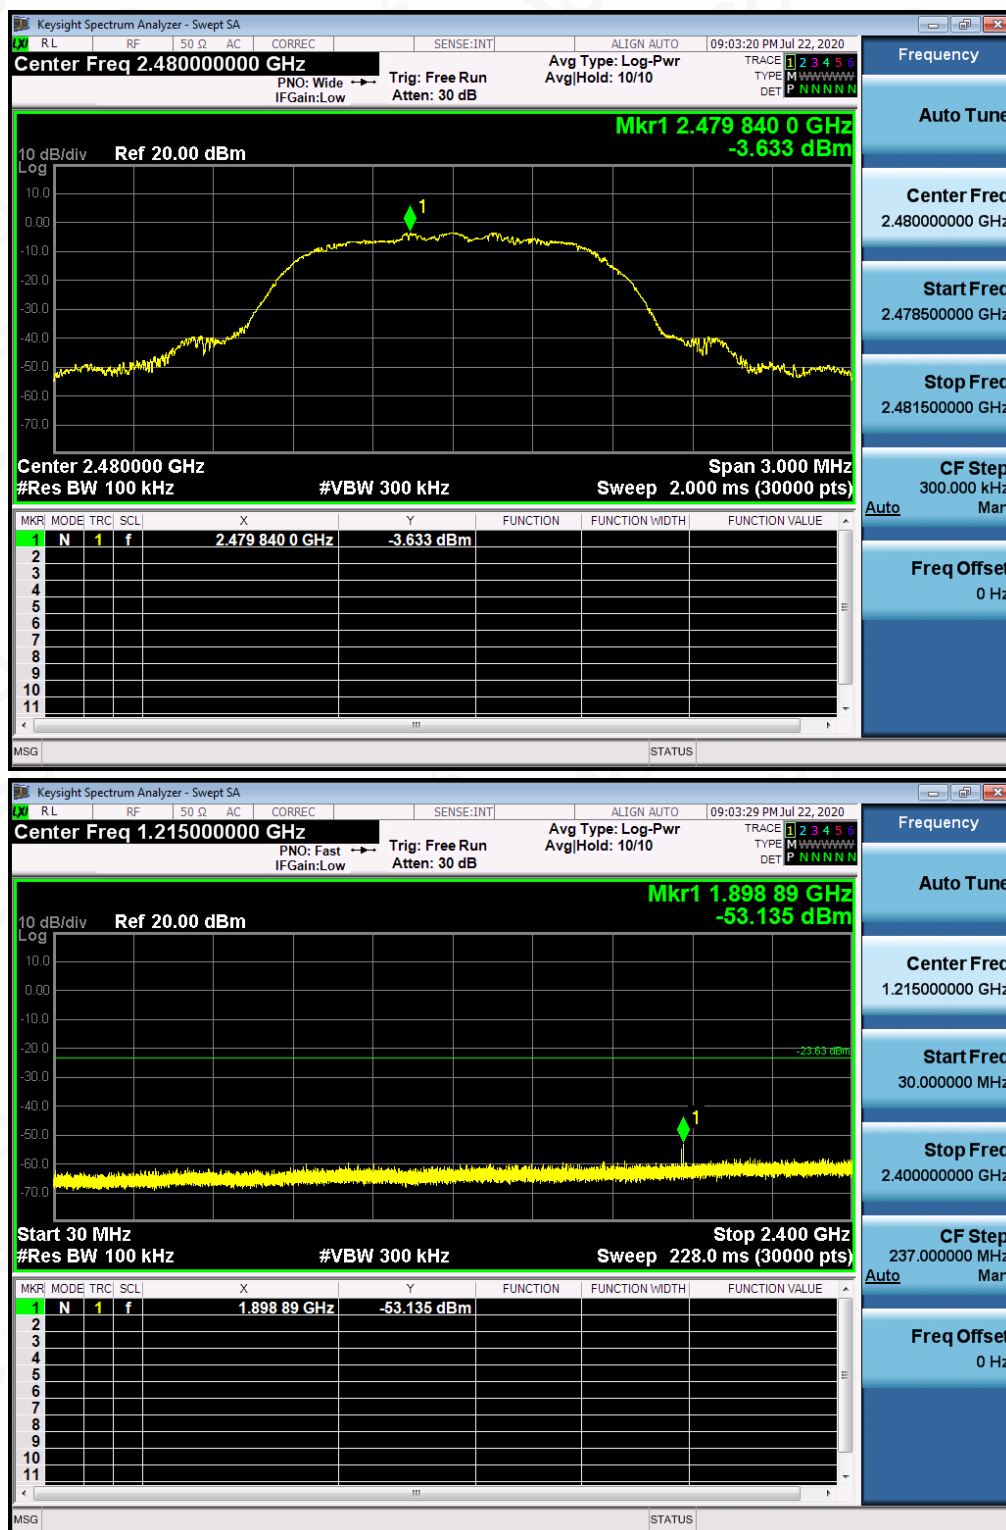 Keysight Spectrum Analyzer - Swept SA
LXI RL RF 50 Ω AC CORREC SENSE:INT ALIGN AUTO 09:03:20 PM Jul 22, 2020
Center Freq 2.480000000 GHz
PNO: Wide
IFGain:Low
Trig: Free Run
Atten: 30 dB
Avg Type: Log-Pwr
Avg|Hold: 10/10
TRACE 1 2 3 4 5 6
TYPE M W W W W W
DET P N N N N N
Mkr1 2.479 840 0 GHz
-3.633 dBm
10 dB/div Ref 20.00 dBm
Log
10.0
0.00
-10.0
-20.0
-30.0
-40.0
-50.0
-60.0
-70.0
1
Center 2.480000 GHz Span 3.000 MHz
#Res BW 100 kHz #VBW 300 kHz Sweep 2.000 ms (30000 pts)
MKR MODE TRC SCL X Y FUNCTION FUNCTION WIDTH FUNCTION VALUE
1 N 1 f 2.479 840 0 GHz -3.633 dBm
2
3
4
5
6
7
8
9
10
11
MSG STATUS
Frequency
Auto Tune
Center Freq
2.480000000 GHz
Start Freq
2.478500000 GHz
Stop Freq
2.481500000 GHz
CF Step
300.000 kHz
Auto Man
Freq Offset
0 Hz
Keysight Spectrum Analyzer - Swept SA
LXI RL RF 50 Ω AC CORREC SENSE:INT ALIGN AUTO 09:03:29 PM Jul 22, 2020
Center Freq 1.215000000 GHz
PNO: Fast
IFGain:Low
Trig: Free Run
Atten: 30 dB
Avg Type: Log-Pwr
Avg|Hold: 10/10
TRACE 1 2 3 4 5 6
TYPE M W W W W W
DET P N N N N N
Mkr1 1.898 89 GHz
-53.135 dBm
10 dB/div Ref 20.00 dBm
Log
10.0
0.00
-10.0
-20.0
-23.63 dBm
-30.0
-40.0
-50.0
-60.0
-70.0
1
Start 30 MHz Stop 2.400 GHz
#Res BW 100 kHz #VBW 300 kHz Sweep 228.0 ms (30000 pts)
MKR MODE TRC SCL X Y FUNCTION FUNCTION WIDTH FUNCTION VALUE
1 N 1 f 1.898 89 GHz -53.135 dBm
2
3
4
5
6
7
8
9
10
11
MSG STATUS
Frequency
Auto Tune
Center Freq
1.215000000 GHz
Start Freq
30.000000 MHz
Stop Freq
2.400000000 GHz
CF Step
237.000000 MHz
Auto Man
Freq Offset
0 Hz